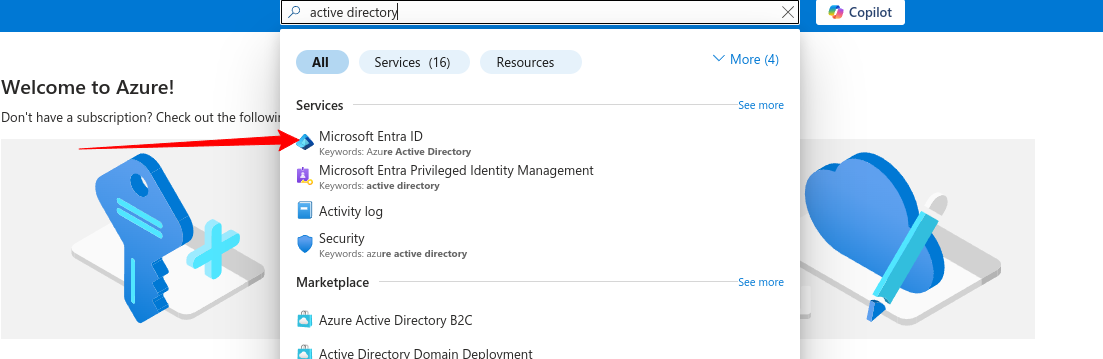 active directory
Copilot
All
Services (16)
Resources
More (4)
Welcome to Azure!
Services
See more
Don't have a subscription? Check out the followin
Microsoft Entra ID
Keywords: Azure Active Directory
Microsoft Entra Privileged Identity Management
Keywords: active directory
Activity log
Security
Keywords: azure active directory
Marketplace
See more
Azure Active Directory B2C
Active Directory Domain Deployment